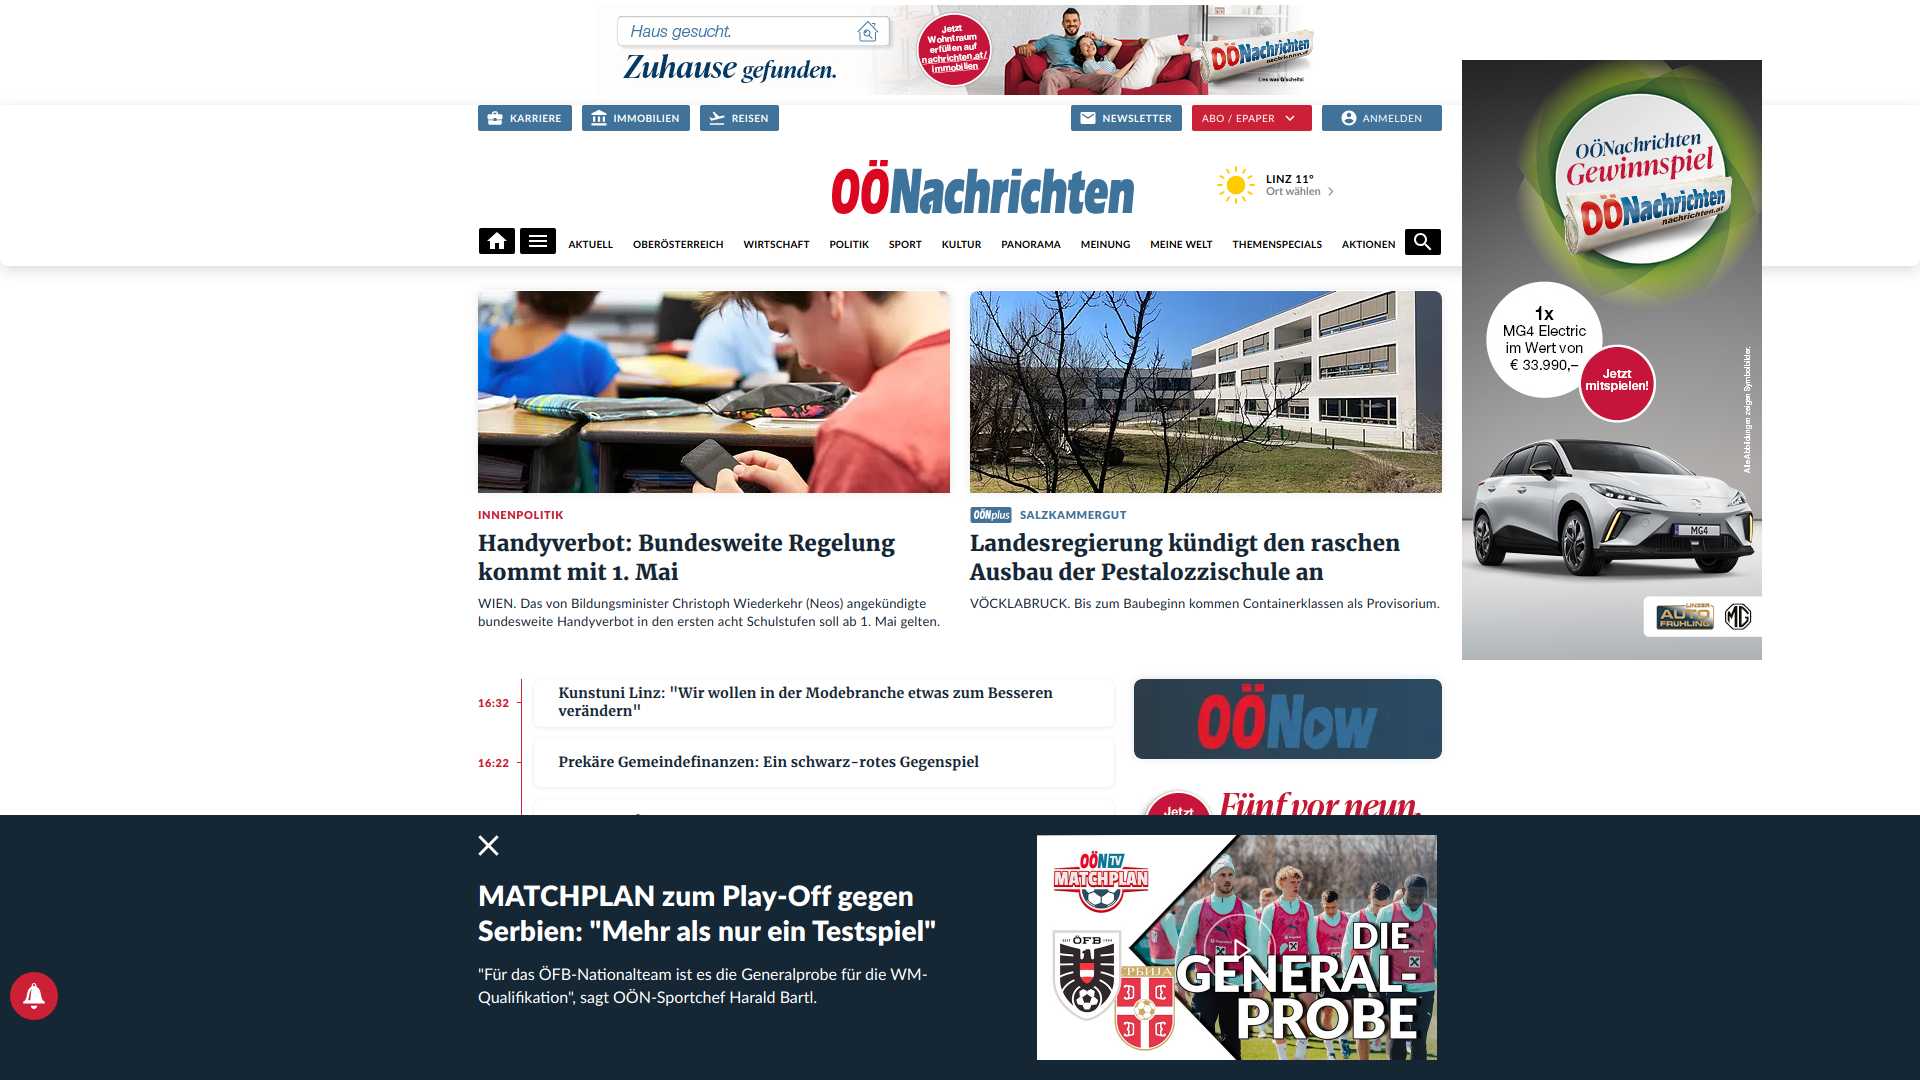 Haus gesucht.
Zuhause gefunden.
Jetzt
Wohntraum
erfüllen auf
nachrichten.at/
immobilien
OÖNachrichten
nachrichten.at
Lies was G'scheits!
KARRIERE
IMMOBILIEN
REISEN
NEWSLETTER
ABO / EPAPER
ANMELDEN
OÖNachrichten
LINZ 11°
Ort wählen
AKTUELL
OBERÖSTERREICH
WIRTSCHAFT
POLITIK
SPORT
KULTUR
PANORAMA
MEINUNG
MEINE WELT
THEMENSPECIALS
AKTIONEN
OÖNachrichten
Gewinnspiel
OÖNachrichten
nachrichten.at
1x
MG4 Electric
im Wert von
€ 33.990,–
Jetzt
mitspielen!
Alle Abbildungen zeigen Symbolbilder.
MG4
LINZER
AUTO
FRÜHLING
MG
INNENPOLITIK
Handyverbot: Bundesweite Regelung
kommt mit 1. Mai
WIEN. Das von Bildungsminister Christoph Wiederkehr (Neos) angekündigte
bundesweite Handyverbot in den ersten acht Schulstufen soll ab 1. Mai gelten.
OÖNplus SALZKAMMERGUT
Landesregierung kündigt den raschen
Ausbau der Pestalozzischule an
VÖCKLABRUCK. Bis zum Baubeginn kommen Containerklassen als Provisorium.
16:32
Kunstuni Linz: "Wir wollen in der Modebranche etwas zum Besseren
verändern"
16:22
Prekäre Gemeindefinanzen: Ein schwarz-rotes Gegenspiel
OÖNow
Jetzt
Fünf vor neun.
MATCHPLAN zum Play-Off gegen
Serbien: "Mehr als nur ein Testspiel"
"Für das ÖFB-Nationalteam ist es die Generalprobe für die WM-
Qualifikation", sagt OÖN-Sportchef Harald Bartl.
OÖN TV
MATCHPLAN
ÖFB
СРБИЈА
DIE
GENERAL-
PROBE